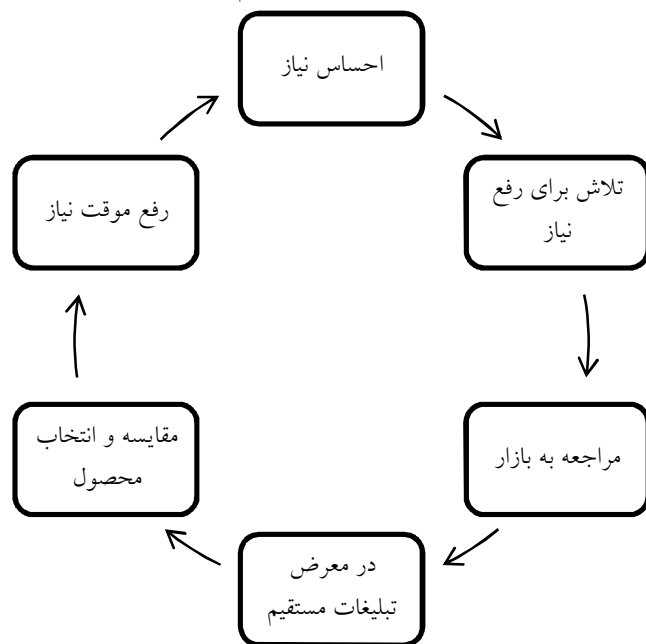 احساس نیاز
تلاش برای رفع
نیاز
مراجعه به بازار
در معرض
تبلیغات مستقیم
مقایسه و انتخاب
محصول
رفع موقت نیاز